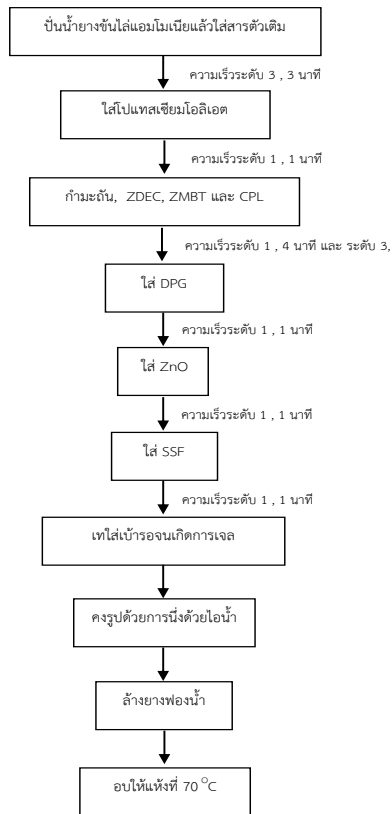 ปั่นน้ำยางข้นไล่แอมโมเนียแล้วใส่สารตัวเติม
ความเร็วระดับ 3 , 3 นาที
ใส่โปแทสเซียมโอลิเอต
ความเร็วระดับ 1 , 1 นาที
กำมะถัน, ZDEC, ZMBT และ CPL
ความเร็วระดับ 1 , 4 นาที และ ระดับ 3,
ใส่ DPG
ความเร็วระดับ 1 , 1 นาที
ใส่ ZnO
ความเร็วระดับ 1 , 1 นาที
ใส่ SSF
ความเร็วระดับ 1 , 1 นาที
เทใส่เบ้ารอจนเกิดการเจล
คงรูปด้วยการนึ่งด้วยไอน้ำ
ล้างยางฟองน้ำ
อบให้แห้งที่ 70 °C